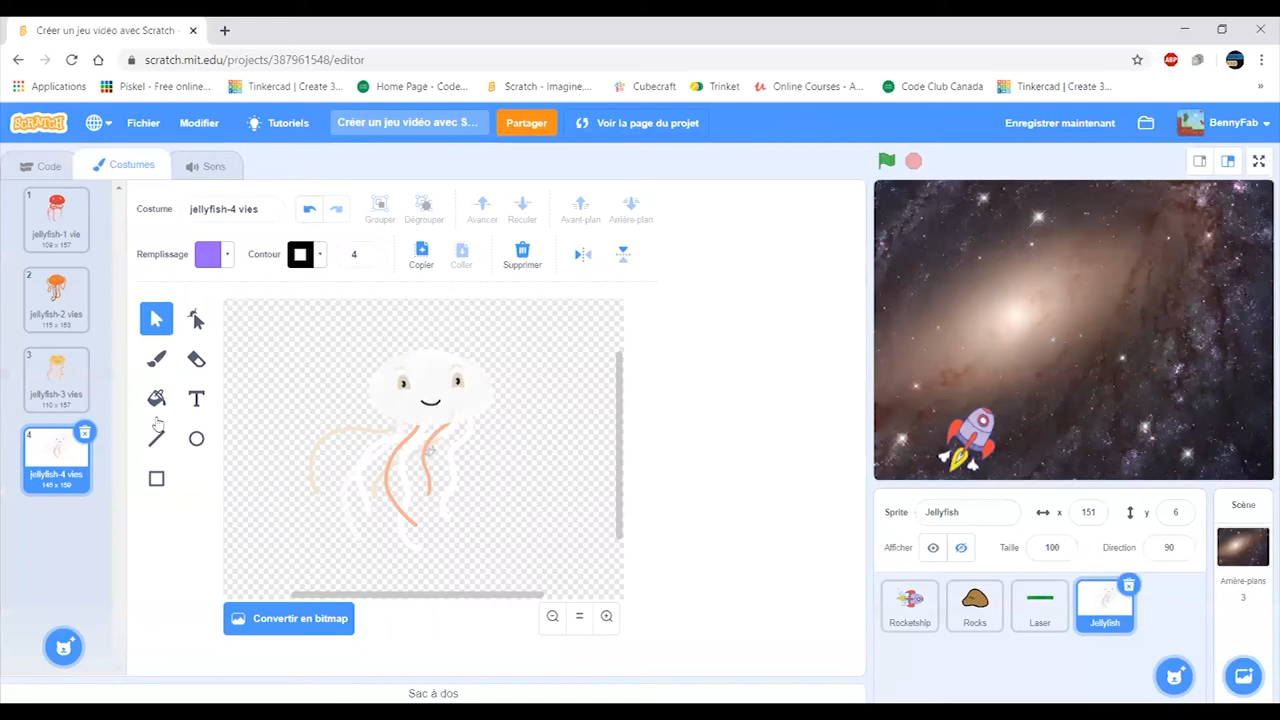 Créer un jeu vidéo avec Scratch -
scratch.mit.edu/projects/387961548/editor
Applications Piskel - Free onlin... Tinkercad | Create 3... Home Page - Code... Scratch - Imagine,... Cubecraft Trinket Online Courses - A... Code Club Canada Tinkercad | Create 3... »
SCRATCH Fichier Modifier Tutoriels Créer un jeu vidéo avec S... Partager Voir la page du projet Enregistrer maintenant BennyFab
Code Costumes Sons
1
jellyfish-1 vie
109 x 157
2
jellyfish-2 vies
115 x 153
3
jellyfish-3 vies
110 x 157
4
jellyfish-4 vies
145 x 159
Costume jellyfish-4 vies Grouper Dégrouper Avancer Reculer Avant-plan Arrière-plan
Remplissage Contour 4 Copier Coller Supprimer
T
Convertir en bitmap
Sac à dos
Sprite Jellyfish x 151 y 6
Afficher Taille 100 Direction 90
Rocketship Rocks Laser Jellyfish
Scène
Arrière-plans
3